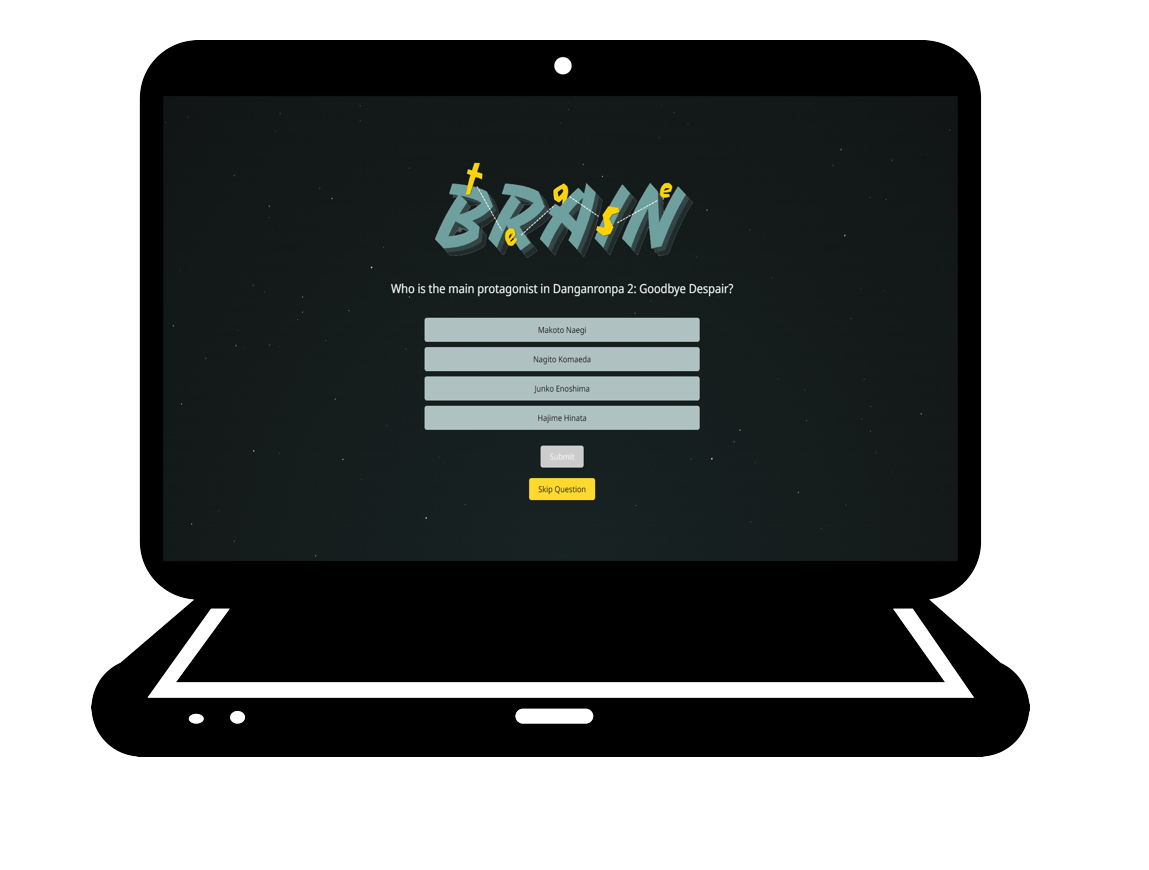 BRAIN
tease
Who is the main protagonist in Danganronpa 2: Goodbye Despair?
Makoto Naegi
Nagito Komaeda
Junko Enoshima
Hajime Hinata
Submit
Skip Question